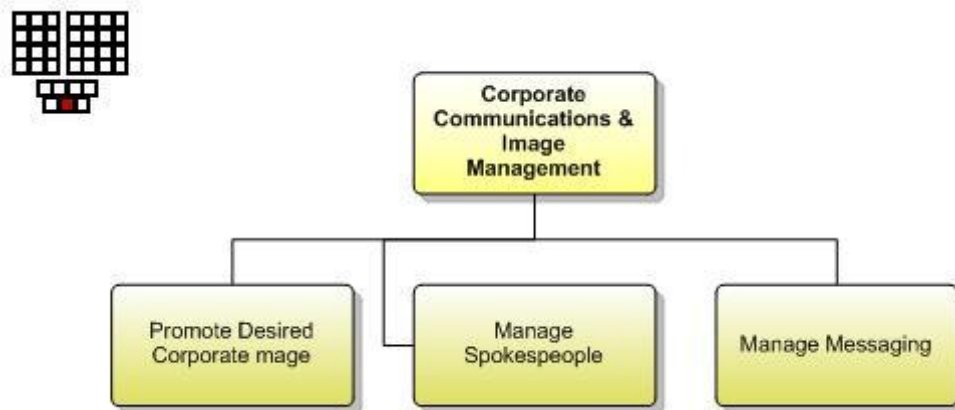 Corporate
Communications &
Image
Management
Promote Desired
Corporate mage
Manage
Spokespeople
Manage Messaging